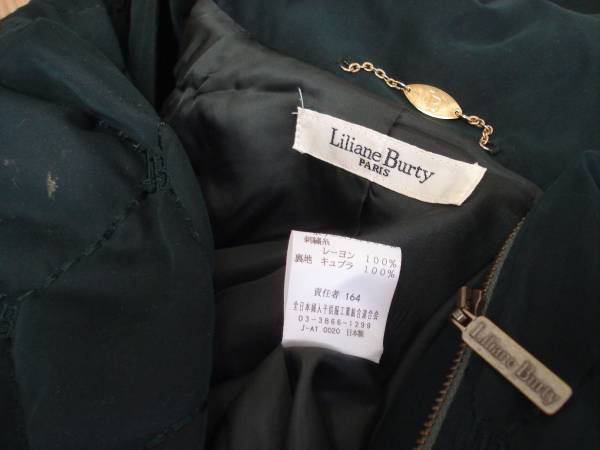 Liliane Burty
PARIS
刺繍糸
レーヨン 100%
裏地 キュプラ 100%
責任者 164
全日本婦人子供服工業組合連合会
03-3866-1299
J-A1 0020 日本製
Liliane Burty